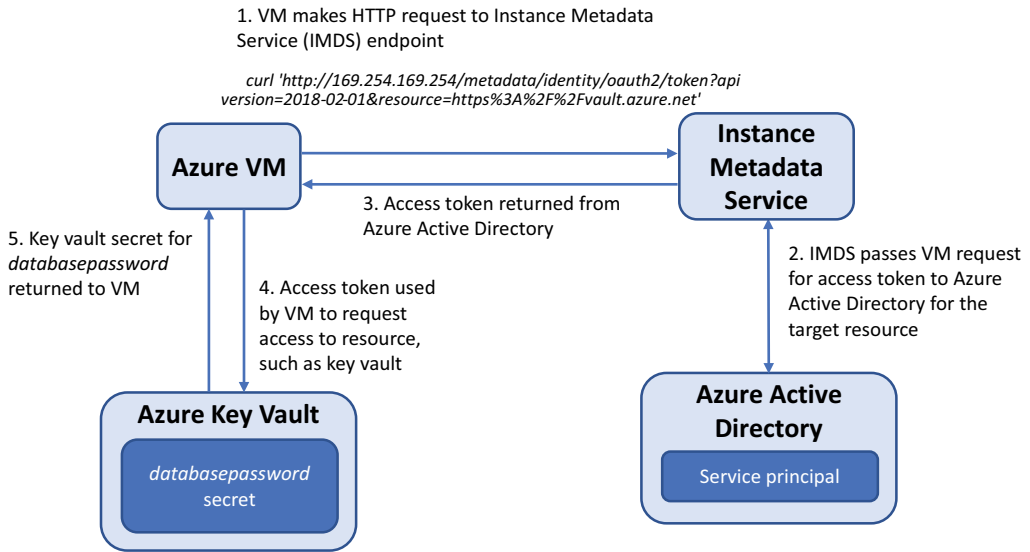 1. VM makes HTTP request to Instance Metadata
Service (IMDS) endpoint
curl 'http://169.254.169.254/metadata/identity/oauth2/token?api
version=2018-02-01&resource=https%3A%2F%2Fvault.azure.net'
Azure VM
Instance
Metadata
Service
3. Access token returned from
Azure Active Directory
5. Key vault secret for
databasepassword
returned to VM
4. Access token used
by VM to request
access to resource,
such as key vault
2. IMDS passes VM request
for access token to Azure
Active Directory for the
target resource
Azure Key Vault
databasepassword
secret
Azure Active
Directory
Service principal